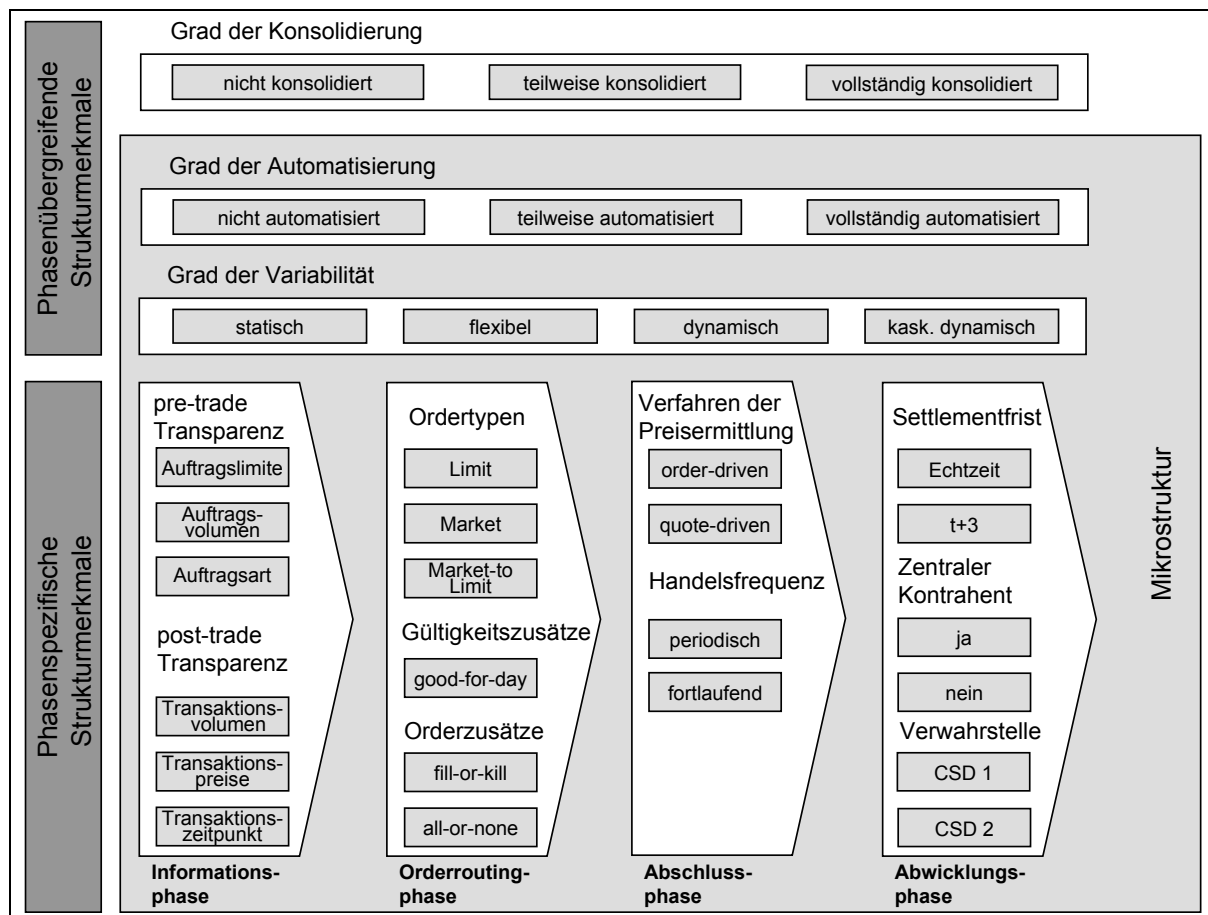 Phasenübergreifende
Strukturmerkmale
Grad der Konsolidierung
nicht konsolidiert
teilweise konsolidiert
vollständig konsolidiert
Grad der Automatisierung
nicht automatisiert
teilweise automatisiert
vollständig automatisiert
Grad der Variabilität
statisch
flexibel
dynamisch
kask. dynamisch
Phasenspezifische
Strukturmerkmale
pre-trade
Transparenz
Auftragslimite
Auftrags-
volumen
Auftragsart
post-trade
Transparenz
Transaktions-
volumen
Transaktions-
preise
Transaktions-
zeitpunkt
Informations-
phase
Ordertypen
Limit
Market
Market-to
Limit
Gültigkeitszusätze
good-for-day
Orderzusätze
fill-or-kill
all-or-none
Orderrouting-
phase
Verfahren der
Preisermittlung
order-driven
quote-driven
Handelsfrequenz
periodisch
fortlaufend
Abschluss-
phase
Settlementfrist
Echtzeit
t+3
Zentraler
Kontrahent
ja
nein
Verwahrstelle
CSD 1
CSD 2
Abwicklungs-
phase
Mikrostruktur